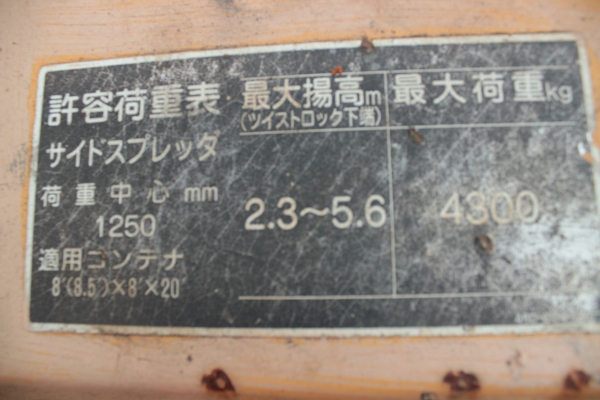 許容荷重表
サイドスプレッダ
荷重中心 mm
1250
適用コンテナ
8'(8.5')×8'×20'
最大揚高m
(ツイストロック下端)
2.3～5.6
最大荷重kg
4300